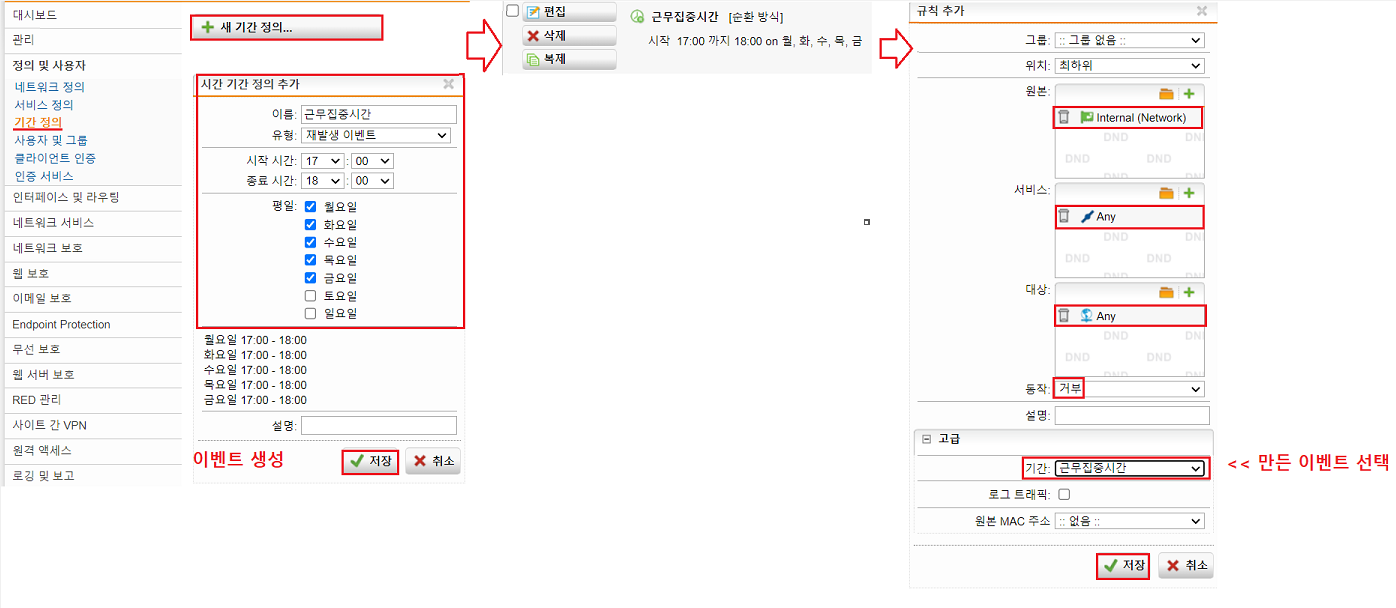 대시보드
관리
정의 및 사용자
네트워크 정의
서비스 정의
기간 정의
사용자 및 그룹
클라이언트 인증
인증 서비스
인터페이스 및 라우팅
네트워크 서비스
네트워크 보호
웹 보호
이메일 보호
Endpoint Protection
무선 보호
웹 서버 보호
RED 관리
사이트 간 VPN
원격 액세스
로깅 및 보고
새 기간 정의...
시간 기간 정의 추가
이름: 근무집중시간
유형: 재발생 이벤트
시작 시간: 17 : 00
종료 시간: 18 : 00
평일: 월요일
화요일
수요일
목요일
금요일
토요일
일요일
월요일 17:00 - 18:00
화요일 17:00 - 18:00
수요일 17:00 - 18:00
목요일 17:00 - 18:00
금요일 17:00 - 18:00
설명:
이벤트 생성
저장 취소
편집
삭제
복제
근무집중시간 [순환 방식]
시작 17:00 까지 18:00 on 월, 화, 수, 목, 금
규칙 추가
그룹: :: 그룹 없음 ::
위치: 최하위
원본:
Internal (Network)
DND DN
DND DND
서비스:
Any
DND DN
DND DND
DND DN
대상:
Any
DND DN
DND DND
DND DN
동작: 거부
설명:
고급
기간: 근무집중시간
<< 만든 이벤트 선택
로그 트래픽:
원본 MAC 주소 :: 없음 ::
저장 취소